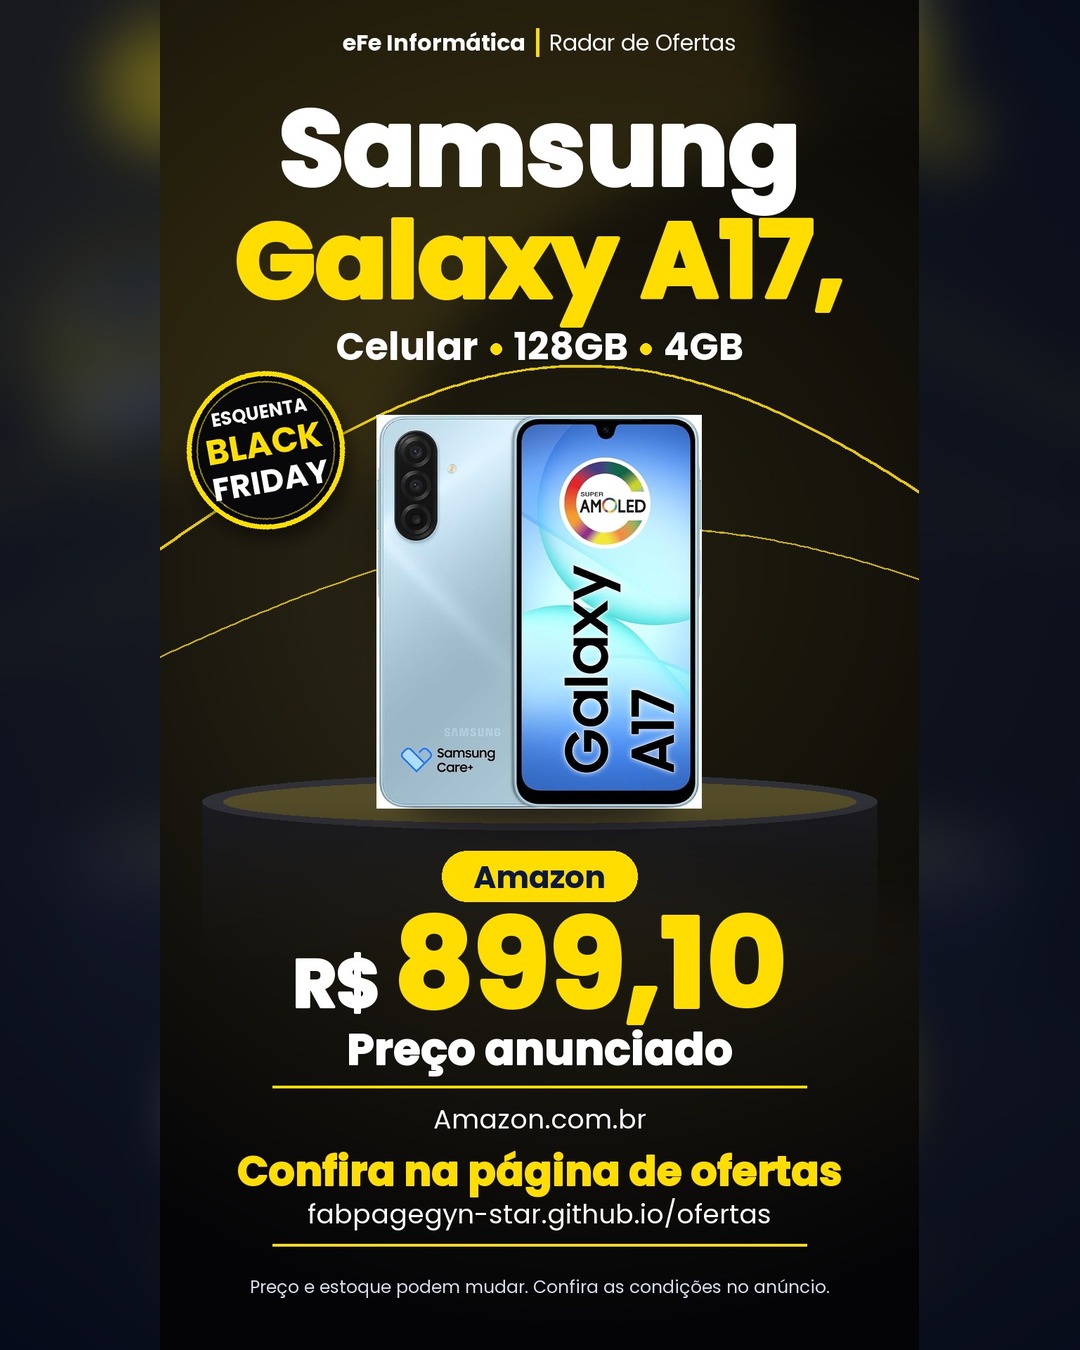 eFe Informática | Radar de Ofertas
Samsung
Galaxy A17,
Celular • 128GB • 4GB
ESQUENTA
BLACK
FRIDAY
SUPER
AMOLED
Galaxy
A17
SAMSUNG
Samsung
Care+
Amazon
R$ 899,10
Preço anunciado
Amazon.com.br
Confira na página de ofertas
fabpagegyn-star.github.io/ofertas
Preço e estoque podem mudar. Confira as condições no anúncio.